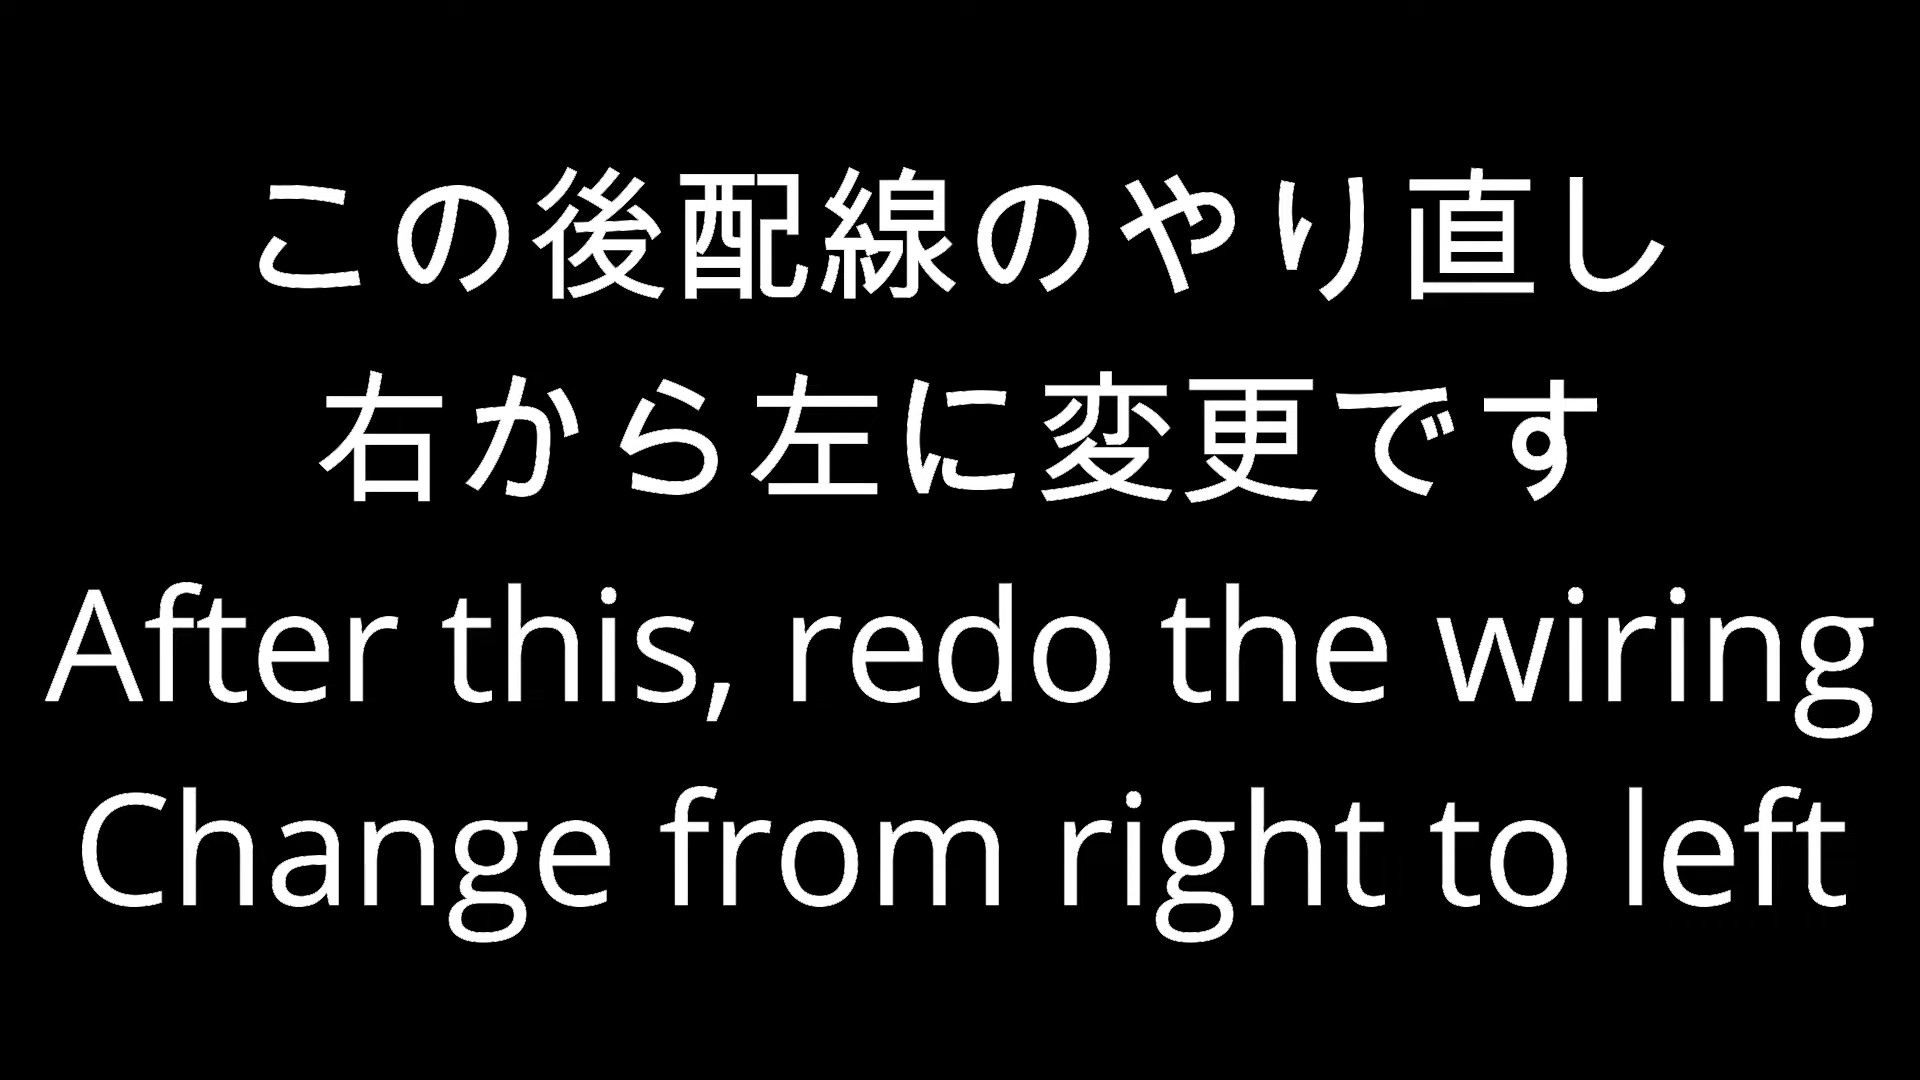 この後配線のやり直し
右から左に変更です
After this, redo the wiring
Change from right to left